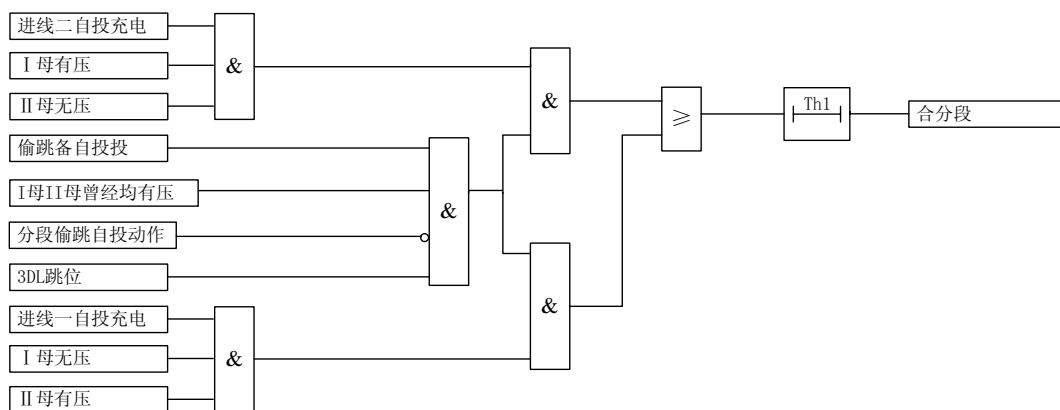 进线二自投充电
Ⅰ母有压
Ⅱ母无压
&
偷跳备自投投
I母II母曾经均有压
分段偷跳自投动作
3DL跳位
&
进线一自投充电
Ⅰ母无压
Ⅱ母有压
&
&
&
≥
Th1
合分段